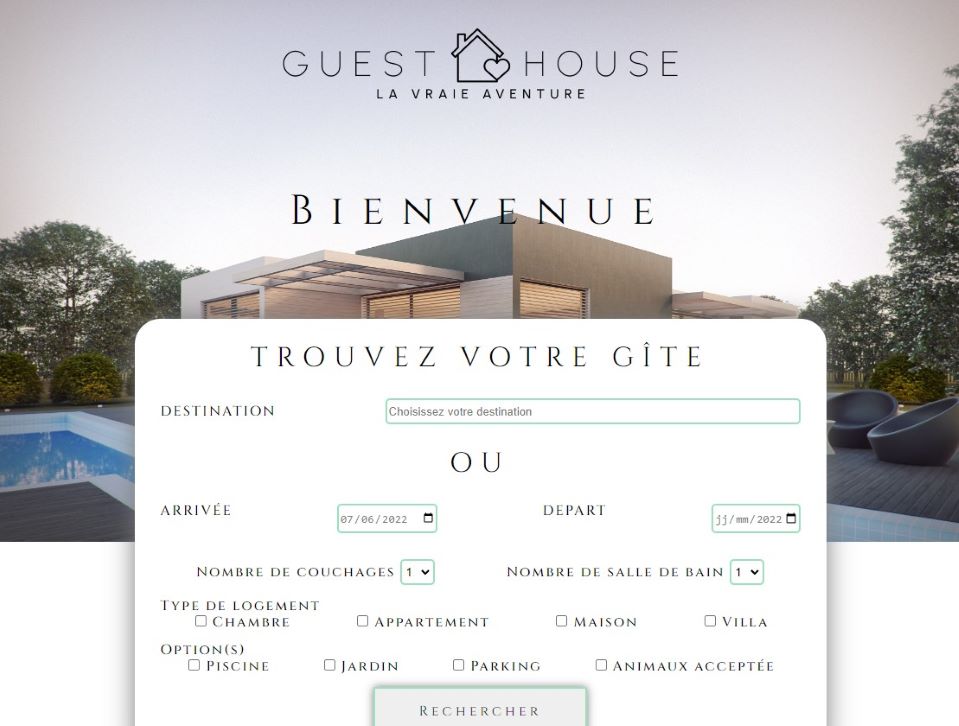 GUEST HOUSE
LA VRAIE AVENTURE
BIENVENUE
TROUVEZ VOTRE GÎTE
DESTINATION Choisissez votre destination
OU
ARRIVÉE 07/06/2022 DEPART jj/mm/2022
NOMBRE DE COUCHAGES 1 NOMBRE DE SALLE DE BAIN 1
TYPE DE LOGEMENT
CHAMBRE APPARTEMENT MAISON VILLA
OPTION(S)
PISCINE JARDIN PARKING ANIMAUX ACCEPTÉE
RECHERCHER